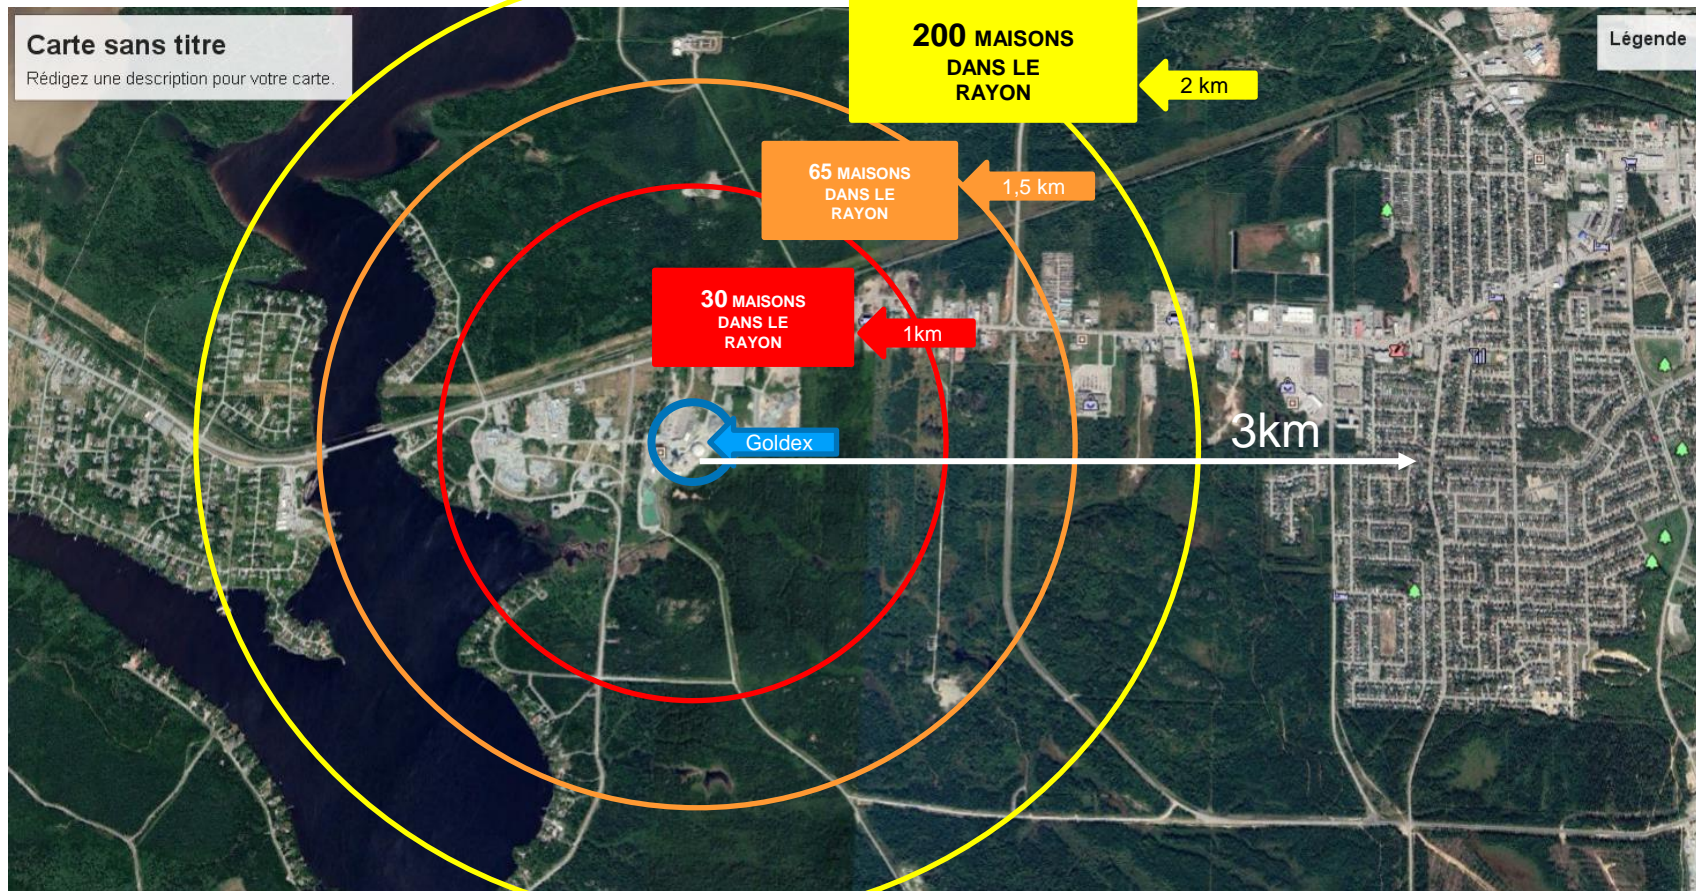 Carte sans titre
Rédigez une description pour votre carte.
200 MAISONS
DANS LE
RAYON
2 km
Légende
65 MAISONS
DANS LE
RAYON
1,5 km
30 MAISONS
DANS LE
RAYON
1km
Goldex
3km